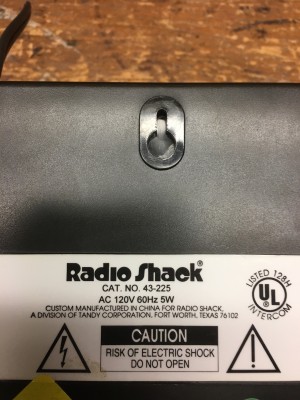 Radio Shack®
CAT. NO. 43-225
AC 120V 60Hz 5W
CUSTOM MANUFACTURED IN CHINA FOR RADIO SHACK,
A DIVISION OF TANDY CORPORATION. FORT WORTH, TEXAS 76102
LISTED 128H
UL ®
INTERCOM
CAUTION
RISK OF ELECTRIC SHOCK
DO NOT OPEN